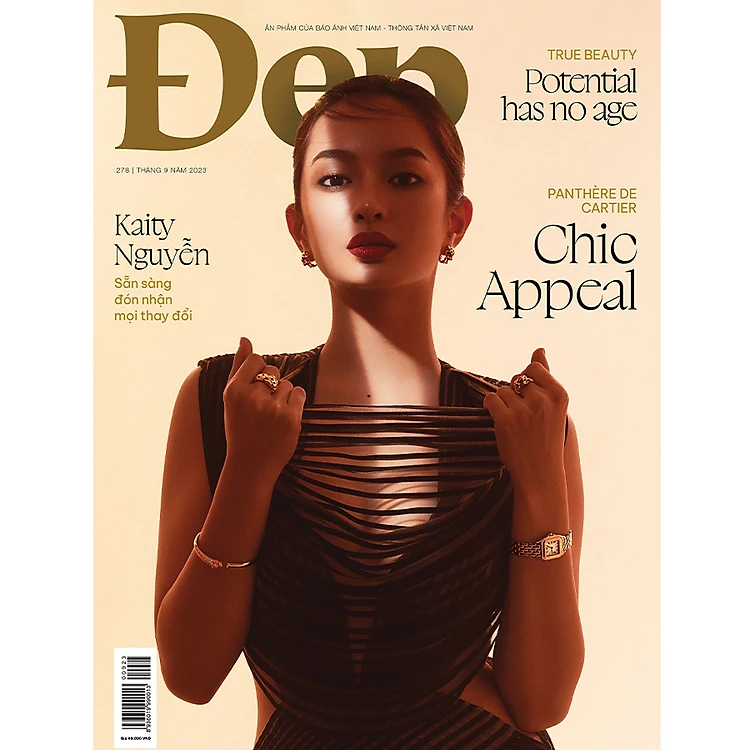 Đẹp
ẤN PHẨM CỦA BÁO ẢNH VIỆT NAM - THÔNG TẤN XÃ VIỆT NAM
278 | THÁNG 9 NĂM 2023
TRUE BEAUTY
Potential
has no age
PANTHÈRE DE
CARTIER
Chic
Appeal
Kaity
Nguyễn
Sẵn sàng
đón nhận
mọi thay đổi
00923